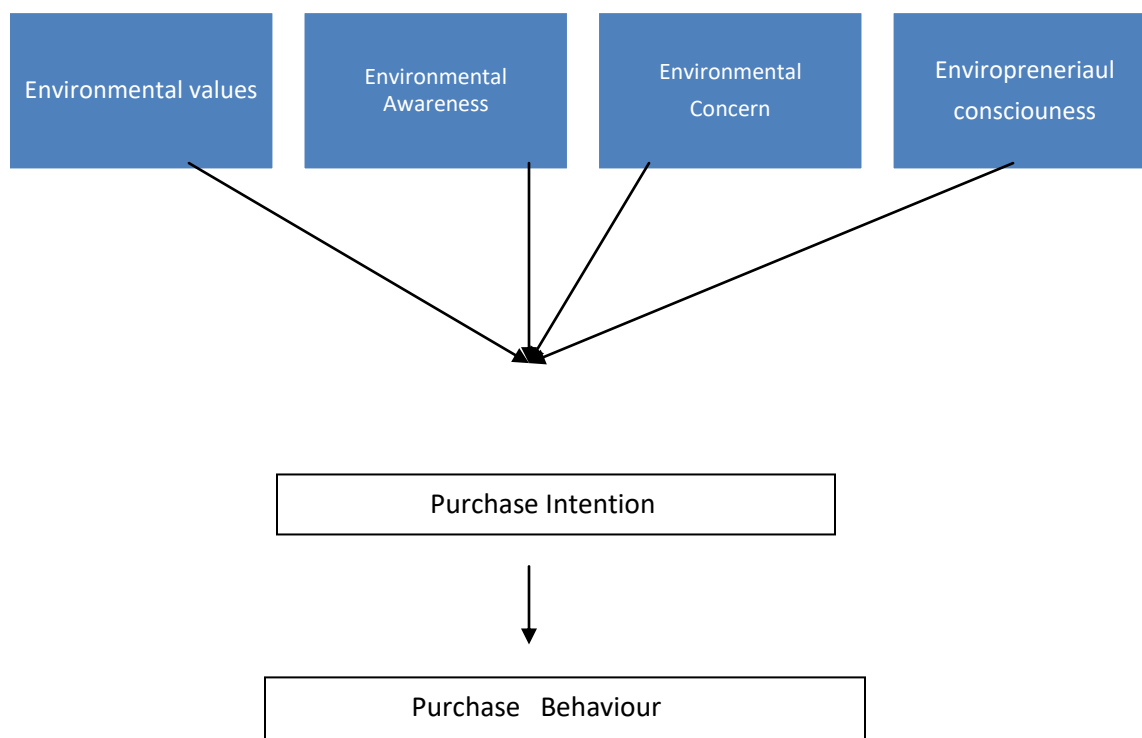 Environmental values
Environmental
Awareness
Environmental
Concern
Enviropreneriaul
consciouness
Purchase Intention
Purchase Behaviour